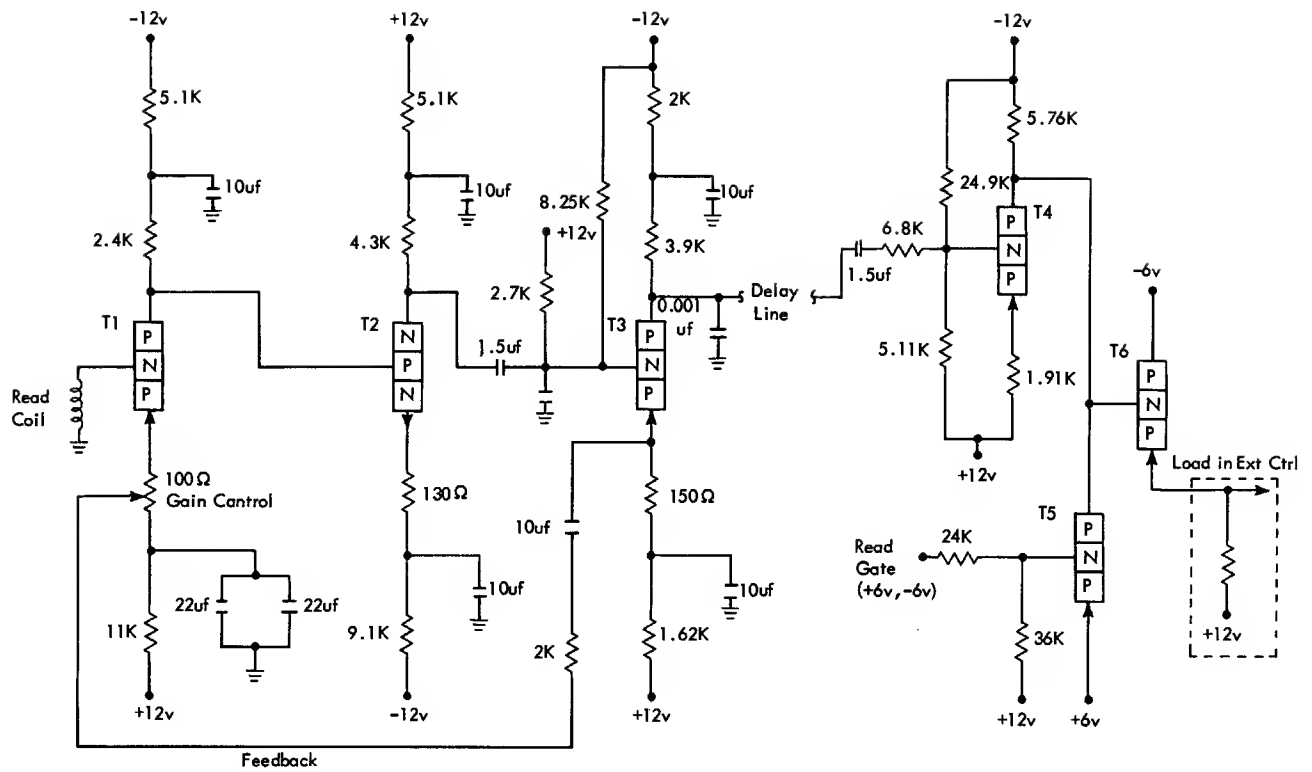 -12v
+12v
-12v
-12v
5.1K
5.1K
2K
5.76K
10uf
10uf
8.25K
10uf
24.9K
T4
P
N
P
2.4K
4.3K
+12v
3.9K
6.8K
1.5uf
-6v
2.7K
0.001
uf
Delay
Line
T1
P
N
P
T2
N
P
N
1.5uf
T3
P
N
P
5.11K
1.91K
T6
P
N
P
Read
Coil
+12v
Load in Ext Ctrl
100Ω
Gain Cantrol
130Ω
10uf
150Ω
T5
P
N
P
24K
Read
Gate
(+6v, -6v)
22uf
22uf
10uf
10uf
11K
9.1K
2K
1.62K
36K
+12v
+12v
-12v
+12v
+12v
+6v
Feedback